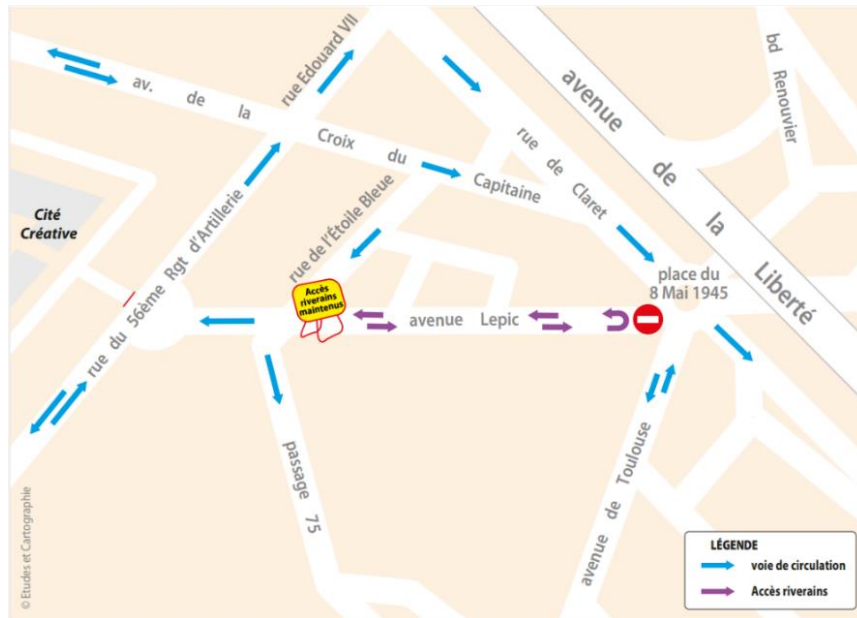 bd Renouvier
rue Edouard VII
avenue de la Liberté
av. de la Croix du Capitaine
rue de Claret
rue de l'Étoile Bleue
rue du 56ème Rgt d'Artillerie
Cité
Créative
place du
8 Mai 1945
Accès
riverains
maintenus
avenue Lepic
passage 75
avenue de Toulouse
© Etudes et Cartographie
LÉGENDE
voie de circulation
Accès riverains